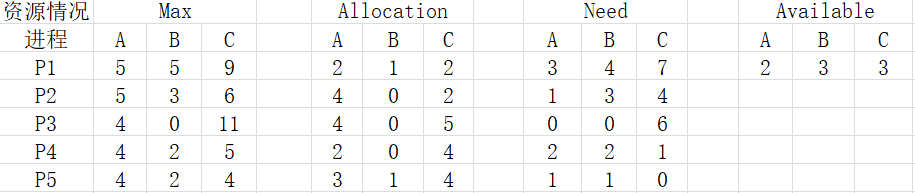 资源情况 Max Allocation Need Available
进程 A B C A B C A B C A B C
P1 5 5 9 2 1 2 3 4 7 2 3 3
P2 5 3 6 4 0 2 1 3 4
P3 4 0 11 4 0 5 0 0 6
P4 4 2 5 2 0 4 2 2 1
P5 4 2 4 3 1 4 1 1 0